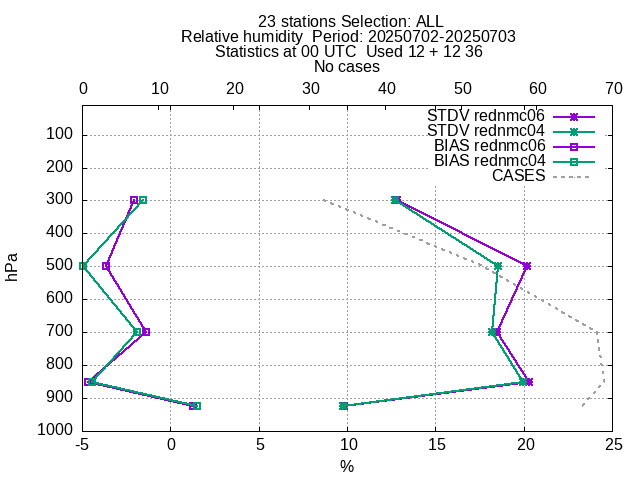 23 stations Selection: ALL
Relative humidity  Period: 20250702-20250703
Statistics at 00 UTC  Used 12 + 12 36
No cases
0 10 20 30 40 50 60 70
STDV rednmc06
STDV rednmc04
BIAS rednmc06
BIAS rednmc04
CASES
hPa
100
200
300
400
500
600
700
800
900
1000
-5 0 5 10 15 20 25
%